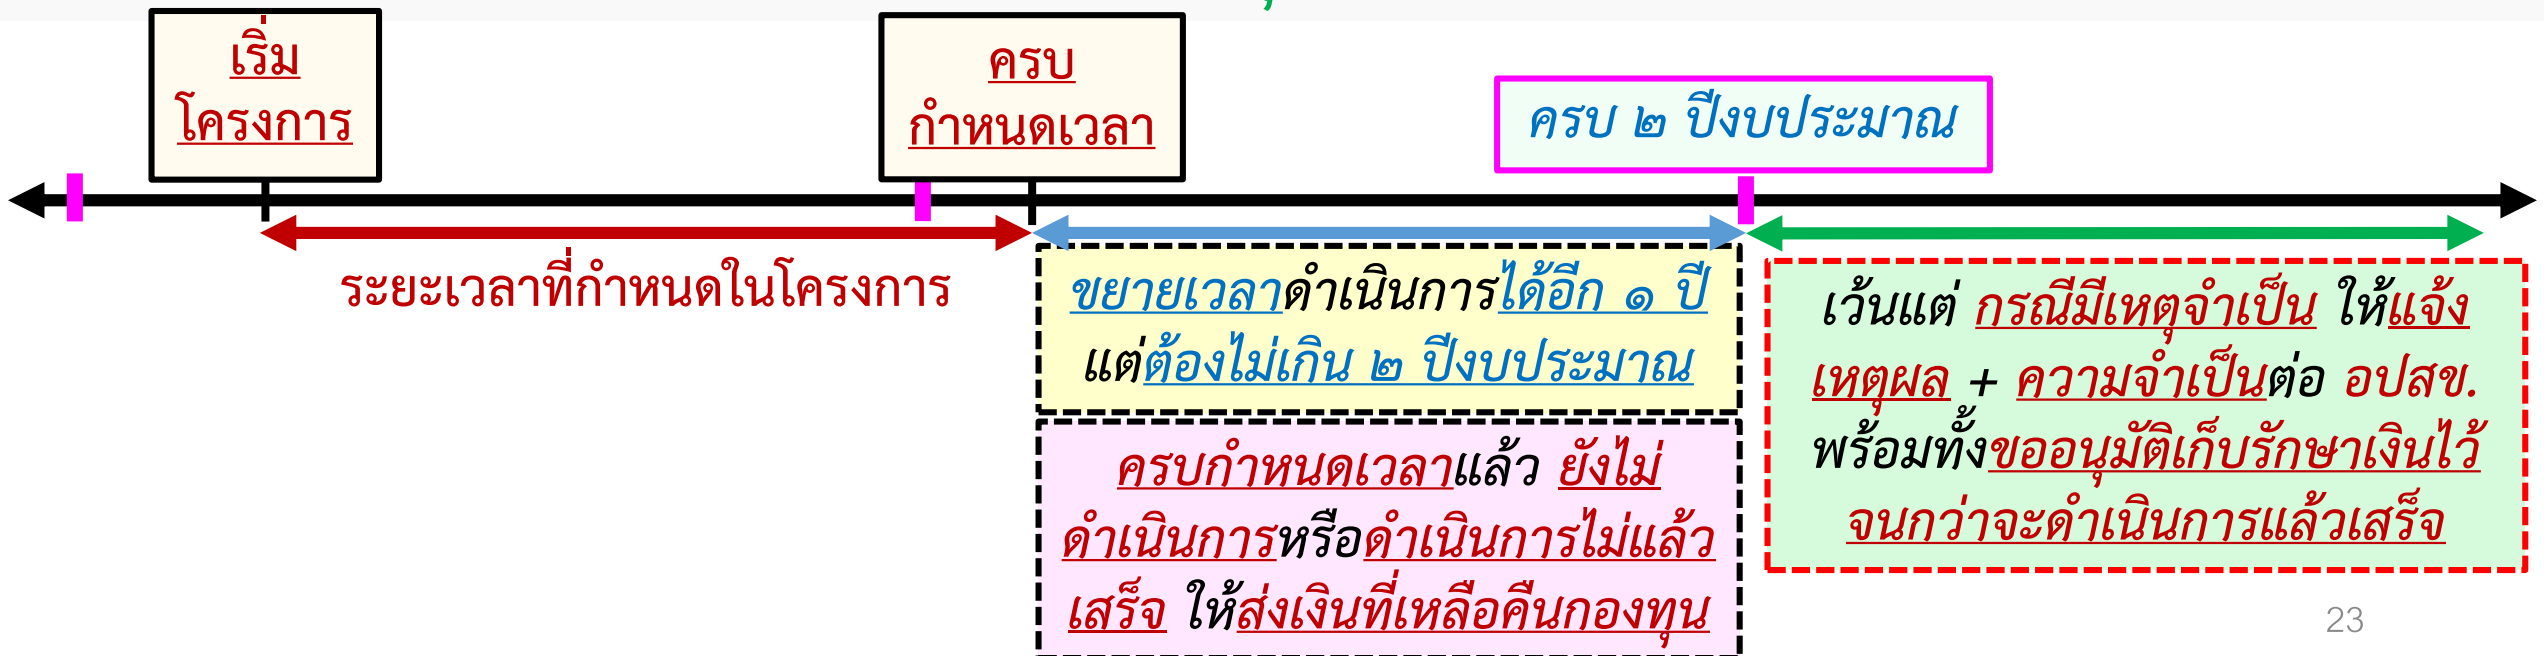 เริ่ม
โครงการ
ครบ
กำหนดเวลา
ครบ ๒ ปีงบประมาณ
ระยะเวลาที่กำหนดในโครงการ
ขยายเวลาดำเนินการได้อีก ๑ ปี
แต่ต้องไม่เกิน ๒ ปีงบประมาณ
ครบกำหนดเวลาแล้ว ยังไม่
ดำเนินการหรือดำเนินการไม่แล้ว
เสร็จ ให้ส่งเงินที่เหลือคืนกองทุน
เว้นแต่ กรณีมีเหตุจำเป็น ให้แจ้ง
เหตุผล + ความจำเป็นต่อ อปสข.
พร้อมทั้งขออนุมัติเก็บรักษาเงินไว้
จนกว่าจะดำเนินการแล้วเสร็จ
23